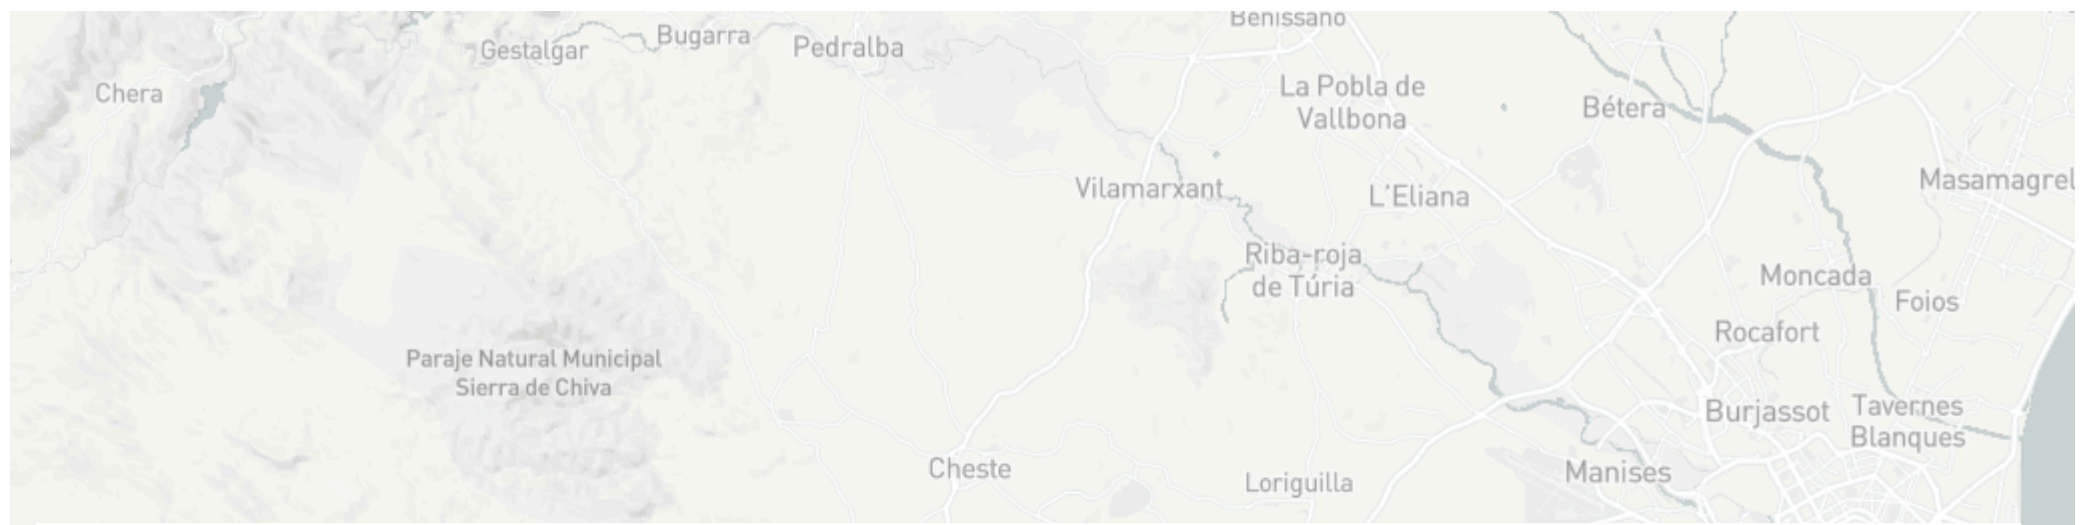 Benissanó
Gestalgar
Bugarra
Pedralba
Chera
La Pobla de
Vallbona
Bétera
Vilamarxant
L'Eliana
Masamagrel
Riba-roja
de Túria
Moncada
Foios
Rocafort
Paraje Natural Municipal
Sierra de Chiva
Burjassot
Tavernes
Blanques
Cheste
Loriguilla
Manises